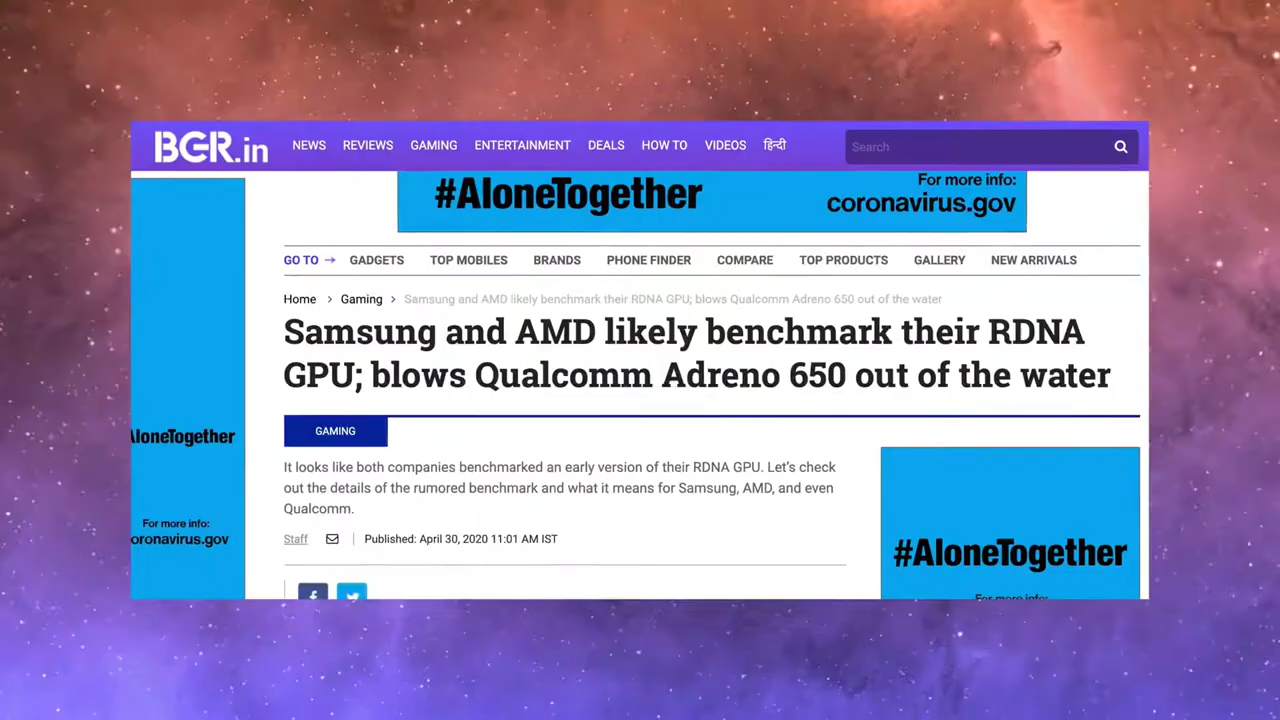 BGR.in NEWS REVIEWS GAMING ENTERTAINMENT DEALS HOW TO VIDEOS हिन्दी Search
#AloneTogether
For more info:
coronavirus.gov
GO TO → GADGETS TOP MOBILES BRANDS PHONE FINDER COMPARE TOP PRODUCTS GALLERY NEW ARRIVALS
Home > Gaming > Samsung and AMD likely benchmark their RDNA GPU; blows Qualcomm Adreno 650 out of the water
Samsung and AMD likely benchmark their RDNA
GPU; blows Qualcomm Adreno 650 out of the water
GAMING
It looks like both companies benchmarked an early version of their RDNA GPU. Let's check
out the details of the rumored benchmark and what it means for Samsung, AMD, and even
Qualcomm.
Staff Published: April 30, 2020 11:01 AM IST
AloneTogether
For more info:
oronavirus.gov
#AloneTogether
For more info: